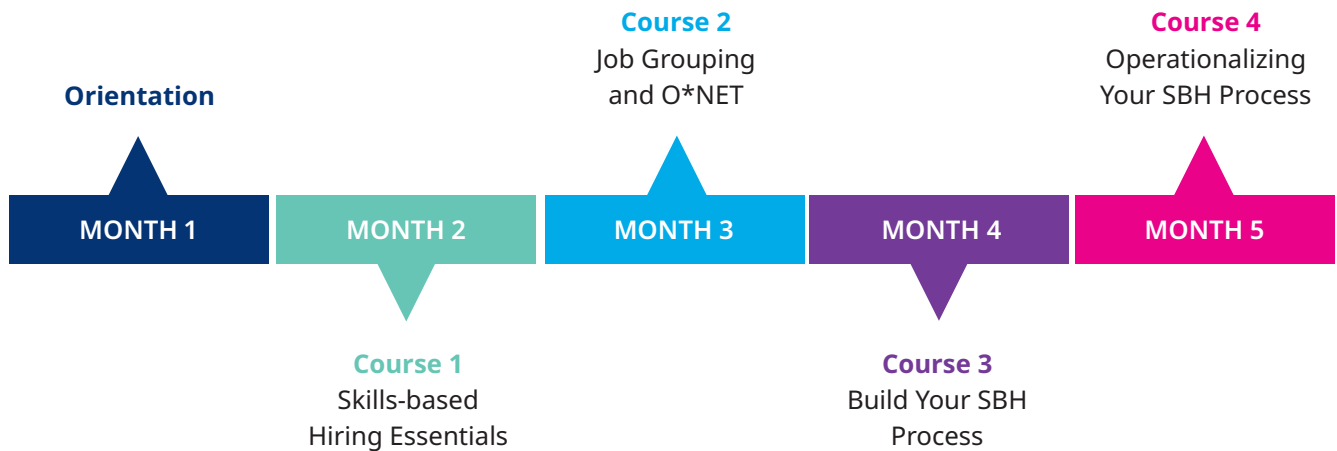 Orientation
MONTH 1
MONTH 2
Course 1
Skills-based
Hiring Essentials
Course 2
Job Grouping
and O*NET
MONTH 3
MONTH 4
Course 3
Build Your SBH
Process
Course 4
Operationalizing
Your SBH Process
MONTH 5